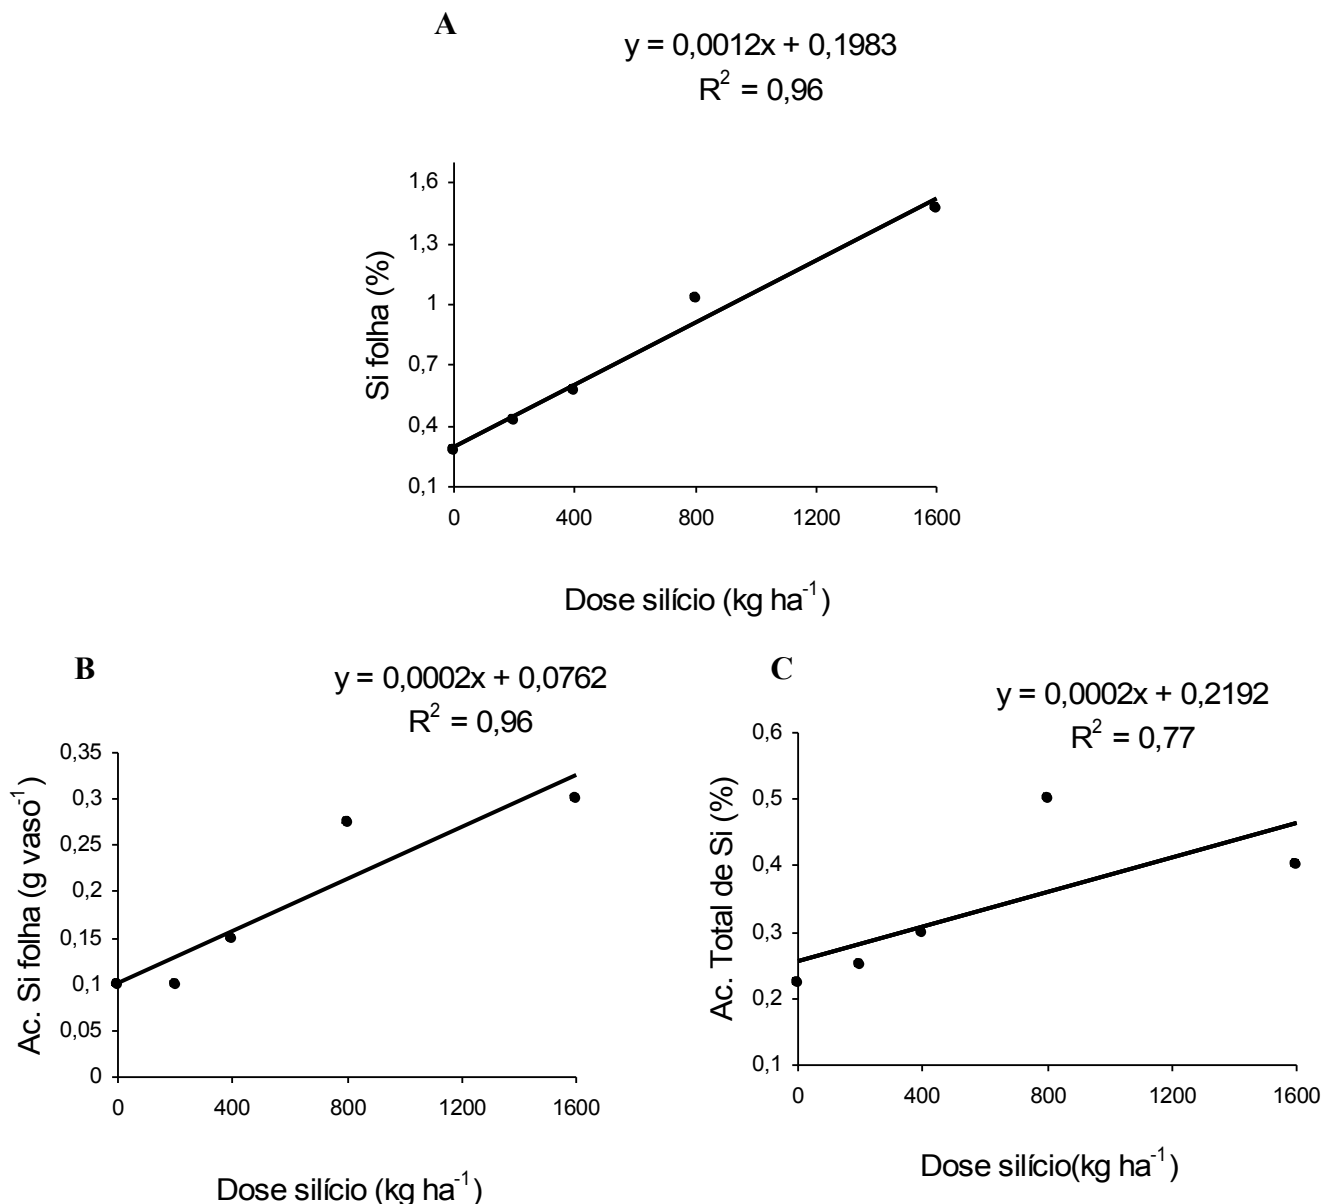 A
y = 0,0012x + 0,1983
R² = 0,96
1,6
1,3
1
0,7
0,4
0,1
Si folha (%)
0 400 800 1200 1600
Dose silício (kg ha⁻¹)
B
y = 0,0002x + 0,0762
R² = 0,96
0,35
0,3
0,25
0,2
0,15
0,1
0,05
0
Ac. Si folha (g vaso⁻¹)
0 400 800 1200 1600
Dose silício (kg ha⁻¹)
C
y = 0,0002x + 0,2192
R² = 0,77
0,6
0,5
0,4
0,3
0,2
0,1
Ac. Total de Si (%)
0 400 800 1200 1600
Dose silício(kg ha⁻¹)